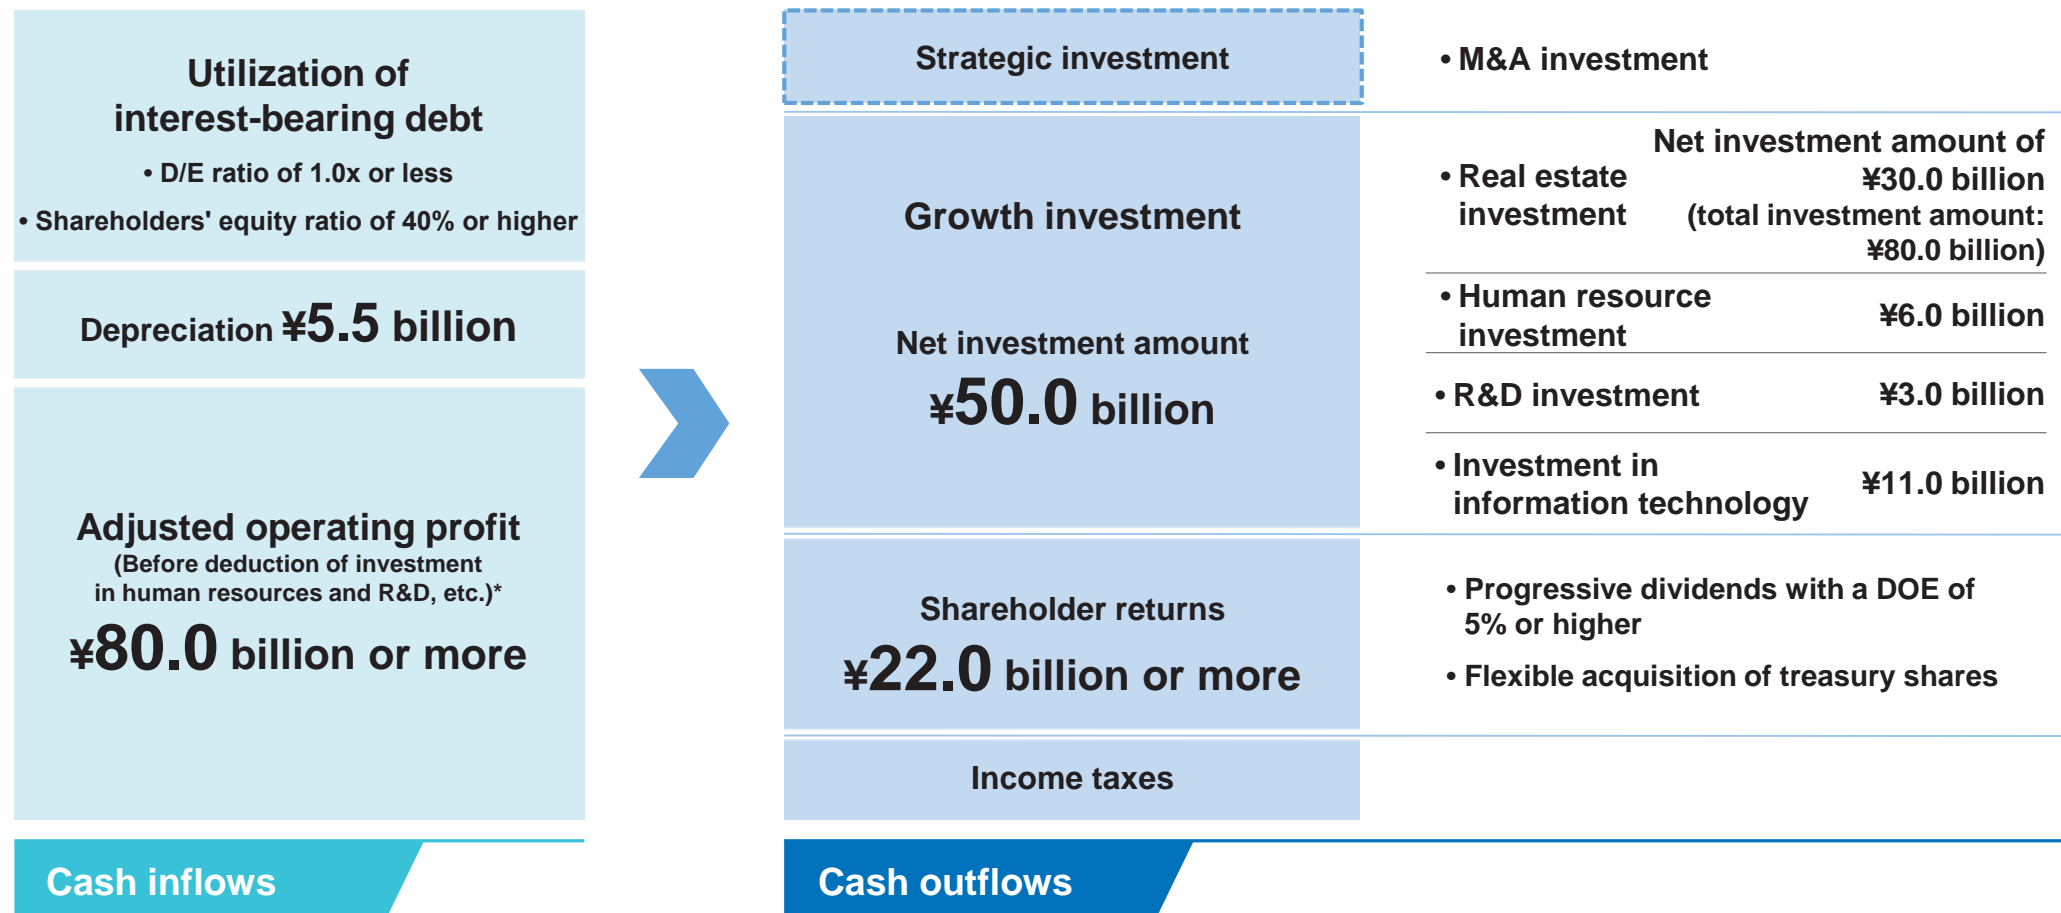 Utilization of
interest-bearing debt
• D/E ratio of 1.0x or less
• Shareholders' equity ratio of 40% or higher
Depreciation ¥5.5 billion
Adjusted operating profit
(Before deduction of investment
in human resources and R&D, etc.)*
¥80.0 billion or more
Cash inflows
Strategic investment
• M&A investment
Growth investment
Net investment amount
¥50.0 billion
• Real estate
investment
Net investment amount of
¥30.0 billion
(total investment amount:
¥80.0 billion)
• Human resource
investment
¥6.0 billion
• R&D investment
¥3.0 billion
• Investment in
information technology
¥11.0 billion
Shareholder returns
¥22.0 billion or more
• Progressive dividends with a DOE of
5% or higher
• Flexible acquisition of treasury shares
Income taxes
Cash outflows